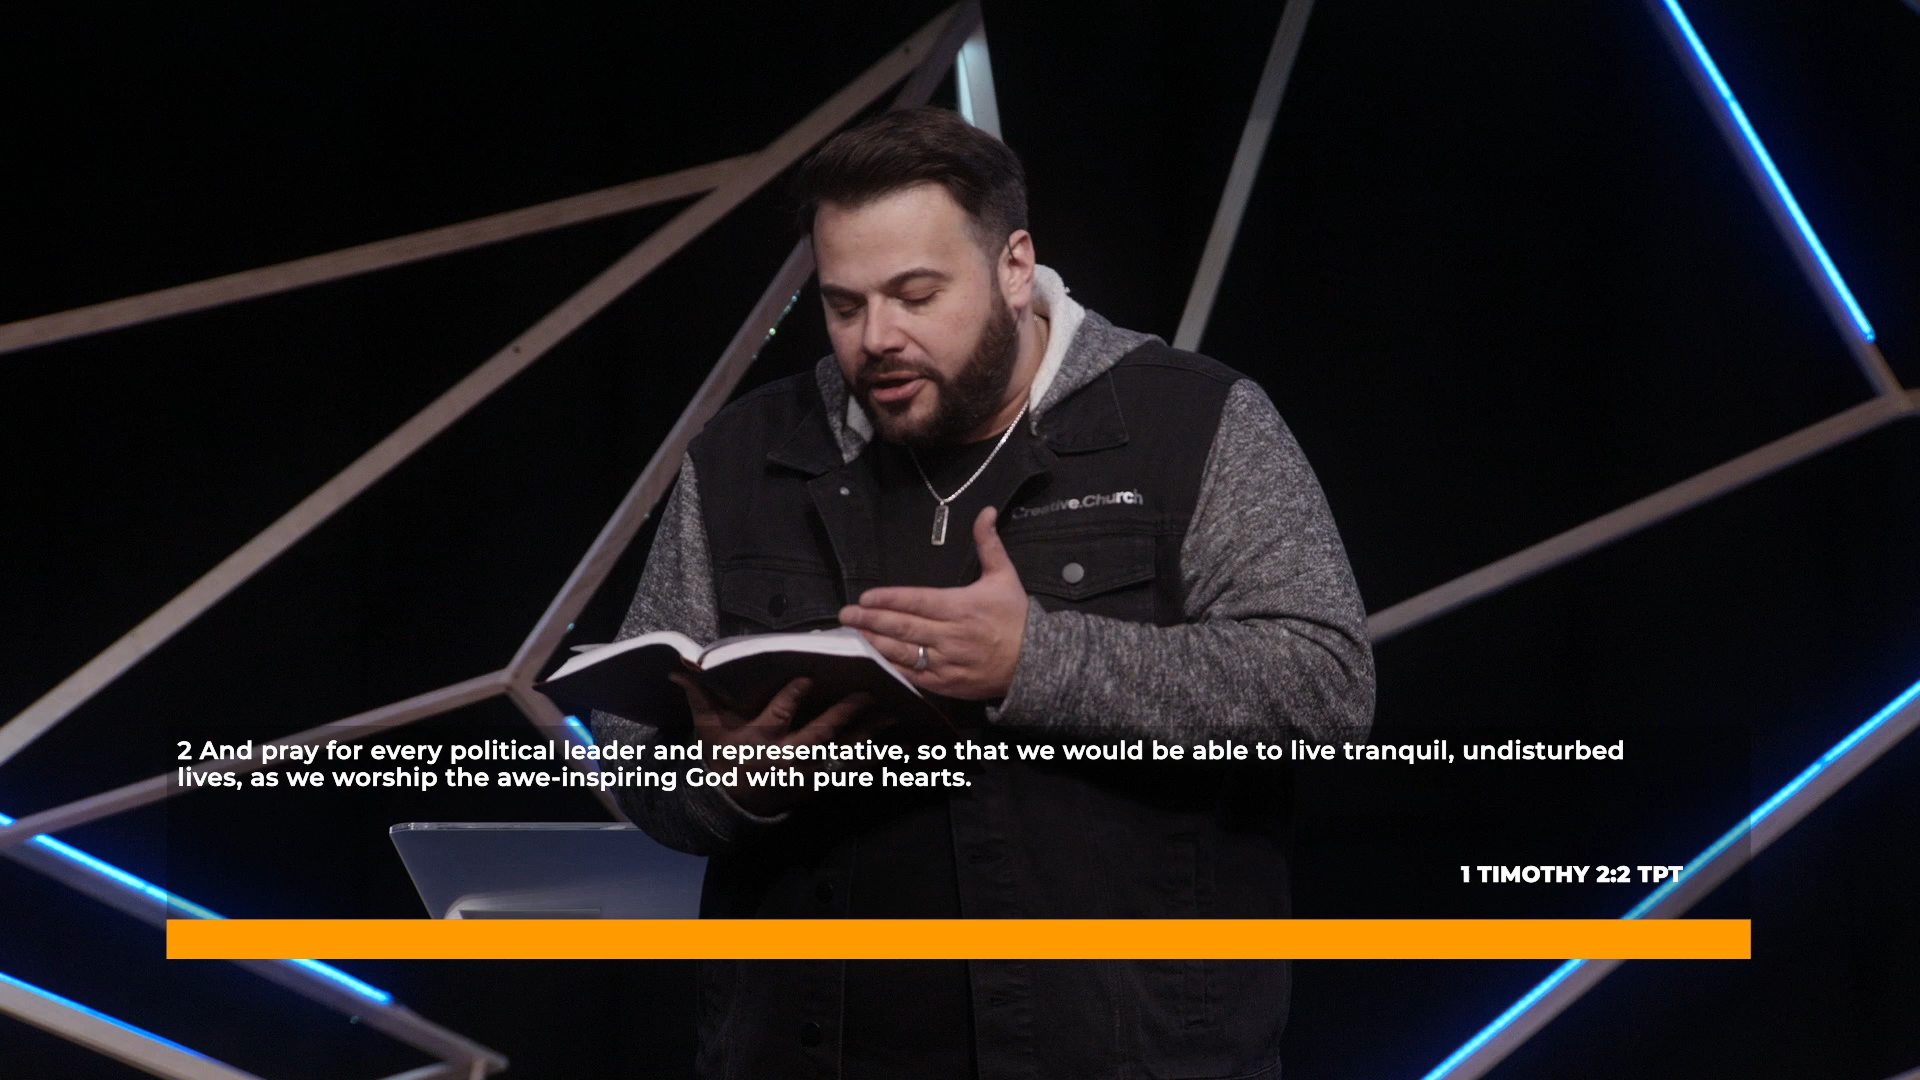 Creative.Church
2 And pray for every political leader and representative, so that we would be able to live tranquil, undisturbed
lives, as we worship the awe-inspiring God with pure hearts.
1 TIMOTHY 2:2 TPT